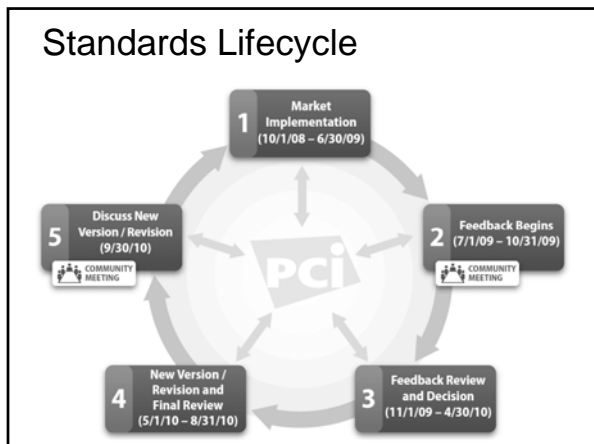 Standards Lifecycle
1
Market
Implementation
(10/1/08 – 6/30/09)
2
Feedback Begins
(7/1/09 – 10/31/09)
COMMUNITY
MEETING
3
Feedback Review
and Decision
(11/1/09 – 4/30/10)
4
New Version /
Revision and
Final Review
(5/1/10 – 8/31/10)
5
Discuss New
Version / Revision
(9/30/10)
COMMUNITY
MEETING
PCi